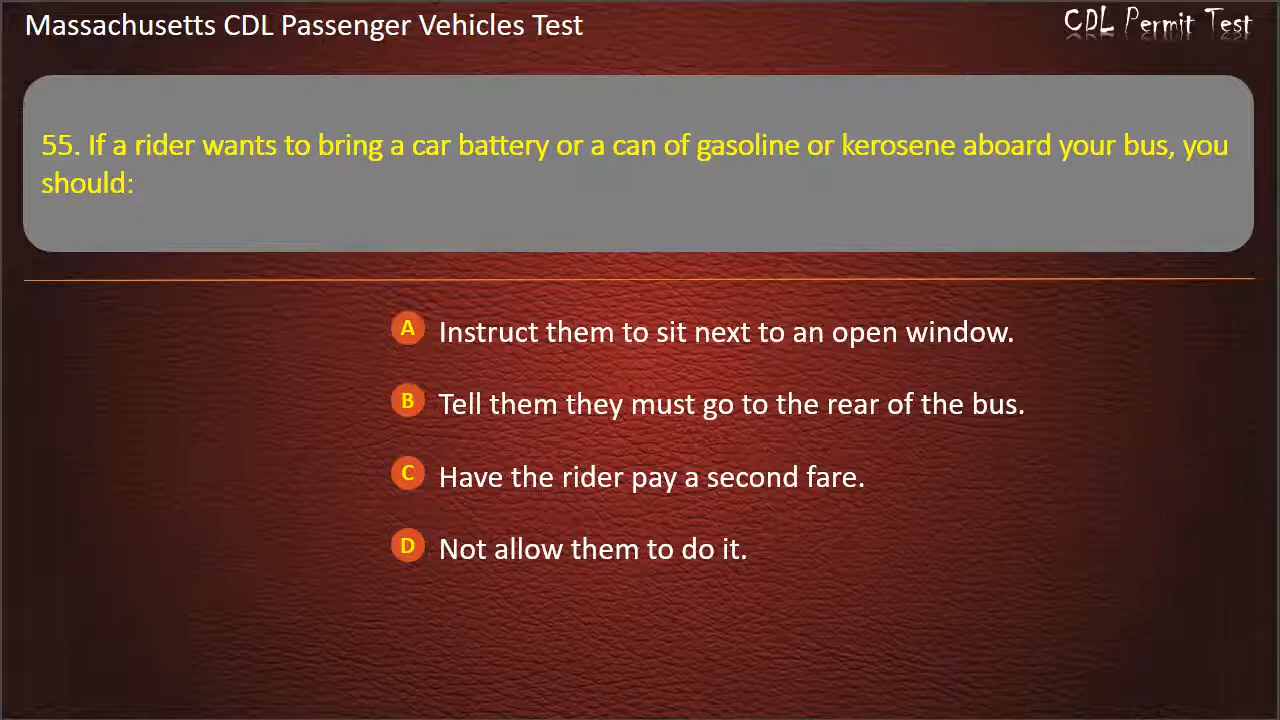 Massachusetts CDL Passenger Vehicles Test
CDL Permit Test
55. If a rider wants to bring a car battery or a can of gasoline or kerosene aboard your bus, you
should:
A Instruct them to sit next to an open window.
B Tell them they must go to the rear of the bus.
C Have the rider pay a second fare.
D Not allow them to do it.